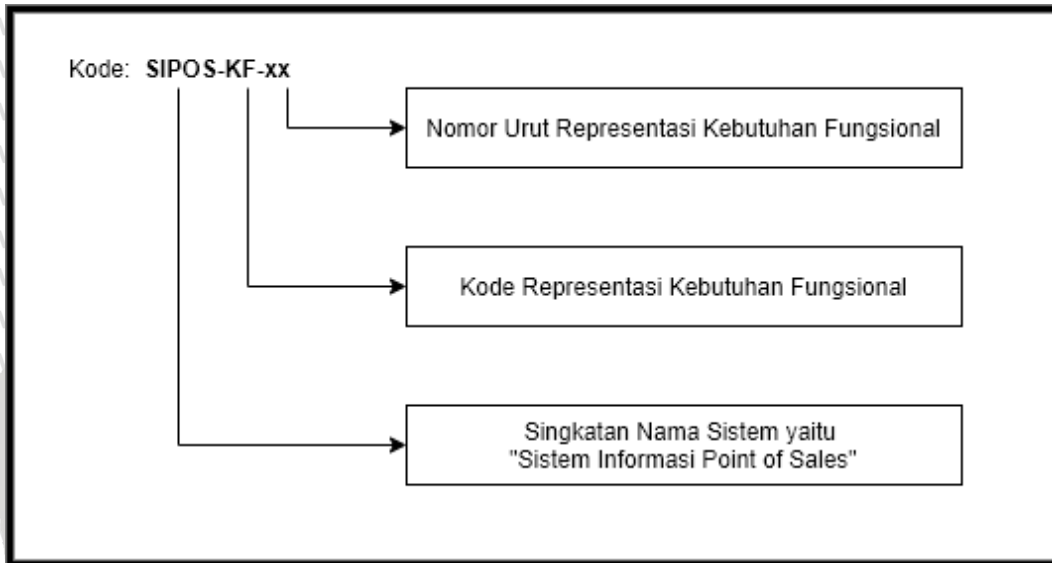 Kode: SIPOS-KF-xx
Nomor Urut Representasi Kebutuhan Fungsional
Kode Representasi Kebutuhan Fungsional
Singkatan Nama Sistem yaitu
"Sistem Informasi Point of Sales"